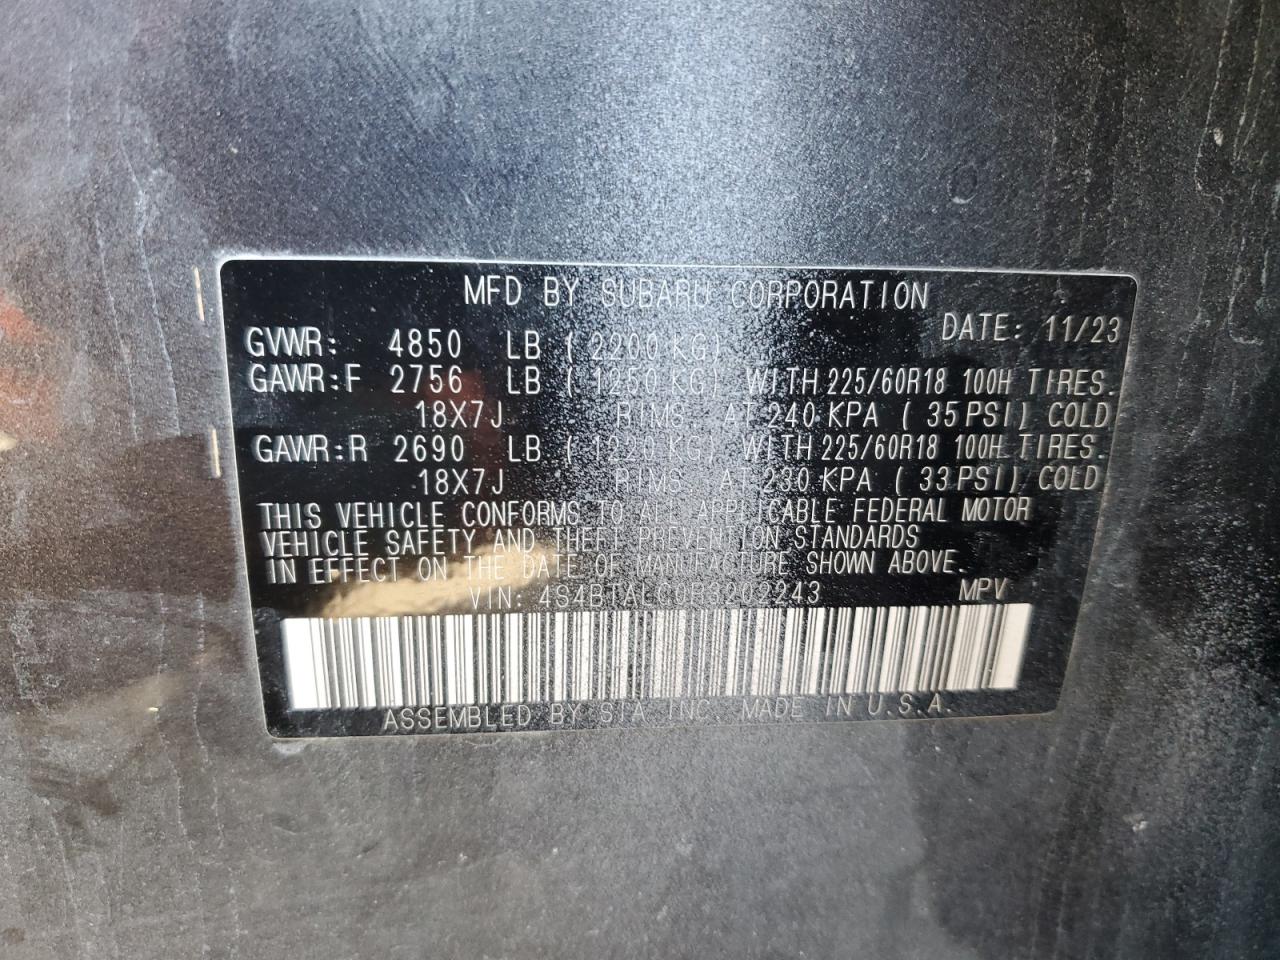 MFD BY SUBARU CORPORATION
DATE: 11/23
GVWR: 4850 LB ( 2200 KG)
GAWR:F 2756 LB ( 1250 KG) WITH 225/60R18 100H TIRES.
18X7J RIMS, AT 240 KPA ( 35 PSI) COLD
GAWR:R 2690 LB ( 1220 KG) WITH 225/60R18 100H TIRES.
18X7J RIMS, AT 230 KPA ( 33 PSI) COLD
THIS VEHICLE CONFORMS TO ALL APPLICABLE FEDERAL MOTOR
VEHICLE SAFETY AND THEFT PREVENTION STANDARDS
IN EFFECT ON THE DATE OF MANUFACTURE SHOWN ABOVE.
VIN: MPV
ASSEMBLED BY SIA INC. MADE IN U.S.A.